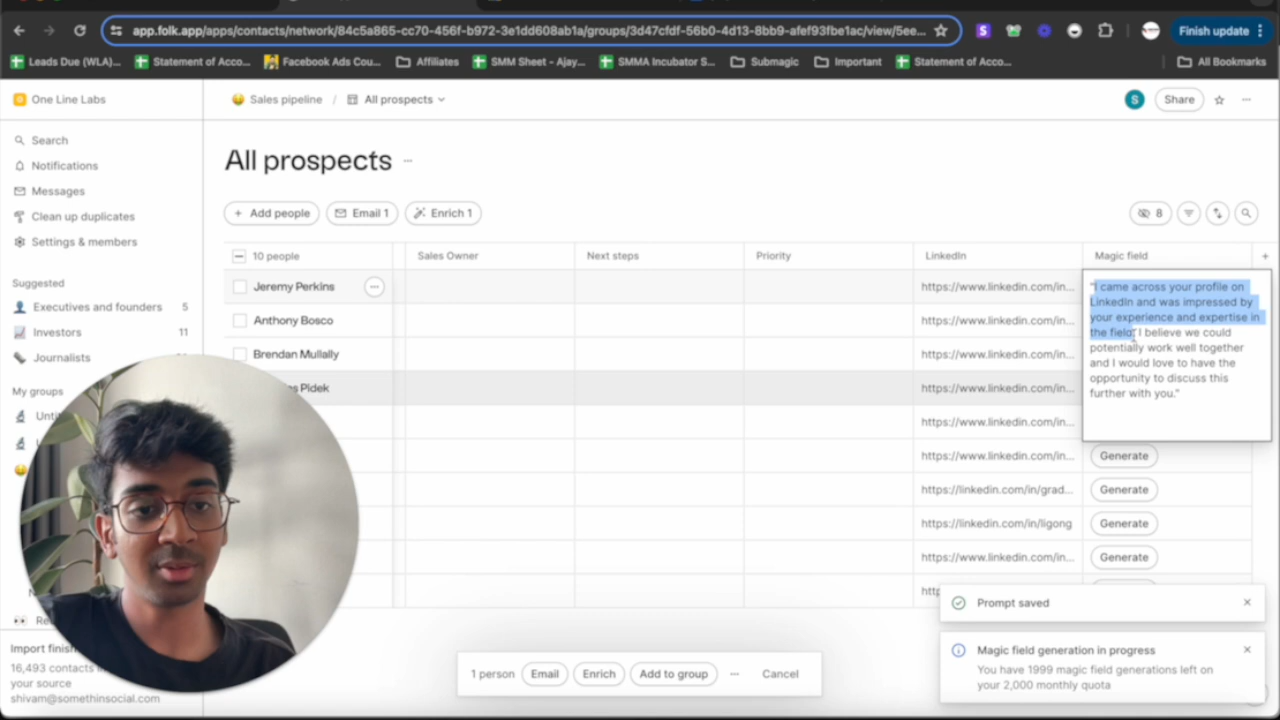 app.folk.app/apps/contacts/network/84c5a865-cc70-456f-b972-3e1dd608ab1a/groups/3d47cfdf-56b0-4d13-8bb9-afef93fbe1ac/view/5ee...
Finish update
Leads Due (WLA)...
Statement of Acco...
Facebook Ads Cou...
Affiliates
SMM Sheet - Ajay...
SMMA Incubator S...
Submagic
Important
Statement of Acco...
All Bookmarks
One Line Labs
Sales pipeline / All prospects
S
Share
Search
Notifications
Messages
Clean up duplicates
Settings & members
Suggested
Executives and founders 5
Investors 11
Journalists
My groups
All prospects
+ Add people
Email 1
Enrich 1
8
10 people
Sales Owner
Next steps
Priority
LinkedIn
Magic field
+
Jeremy Perkins
https://www.linkedin.com/in...
Anthony Bosco
https://www.linkedin.com/in...
Brendan Mullally
https://www.linkedin.com/in...
Pidek
https://www.linkedin.com/in...
https://www.linkedin.com/in...
https://www.linkedin.com/in...
Generate
https://linkedin.com/in/grad...
Generate
https://linkedin.com/in/ligong
Generate
https://www.linkedin.com/in...
Generate
"I came across your profile on
LinkedIn and was impressed by
your experience and expertise in
the field. I believe we could
potentially work well together
and I would love to have the
opportunity to discuss this
further with you."
Prompt saved
Magic field generation in progress
You have 1999 magic field generations left on
your 2,000 monthly quota
1 person
Email
Enrich
Add to group
Cancel
Import
16,493 contacts
your source
shivam@somethinsocial.com